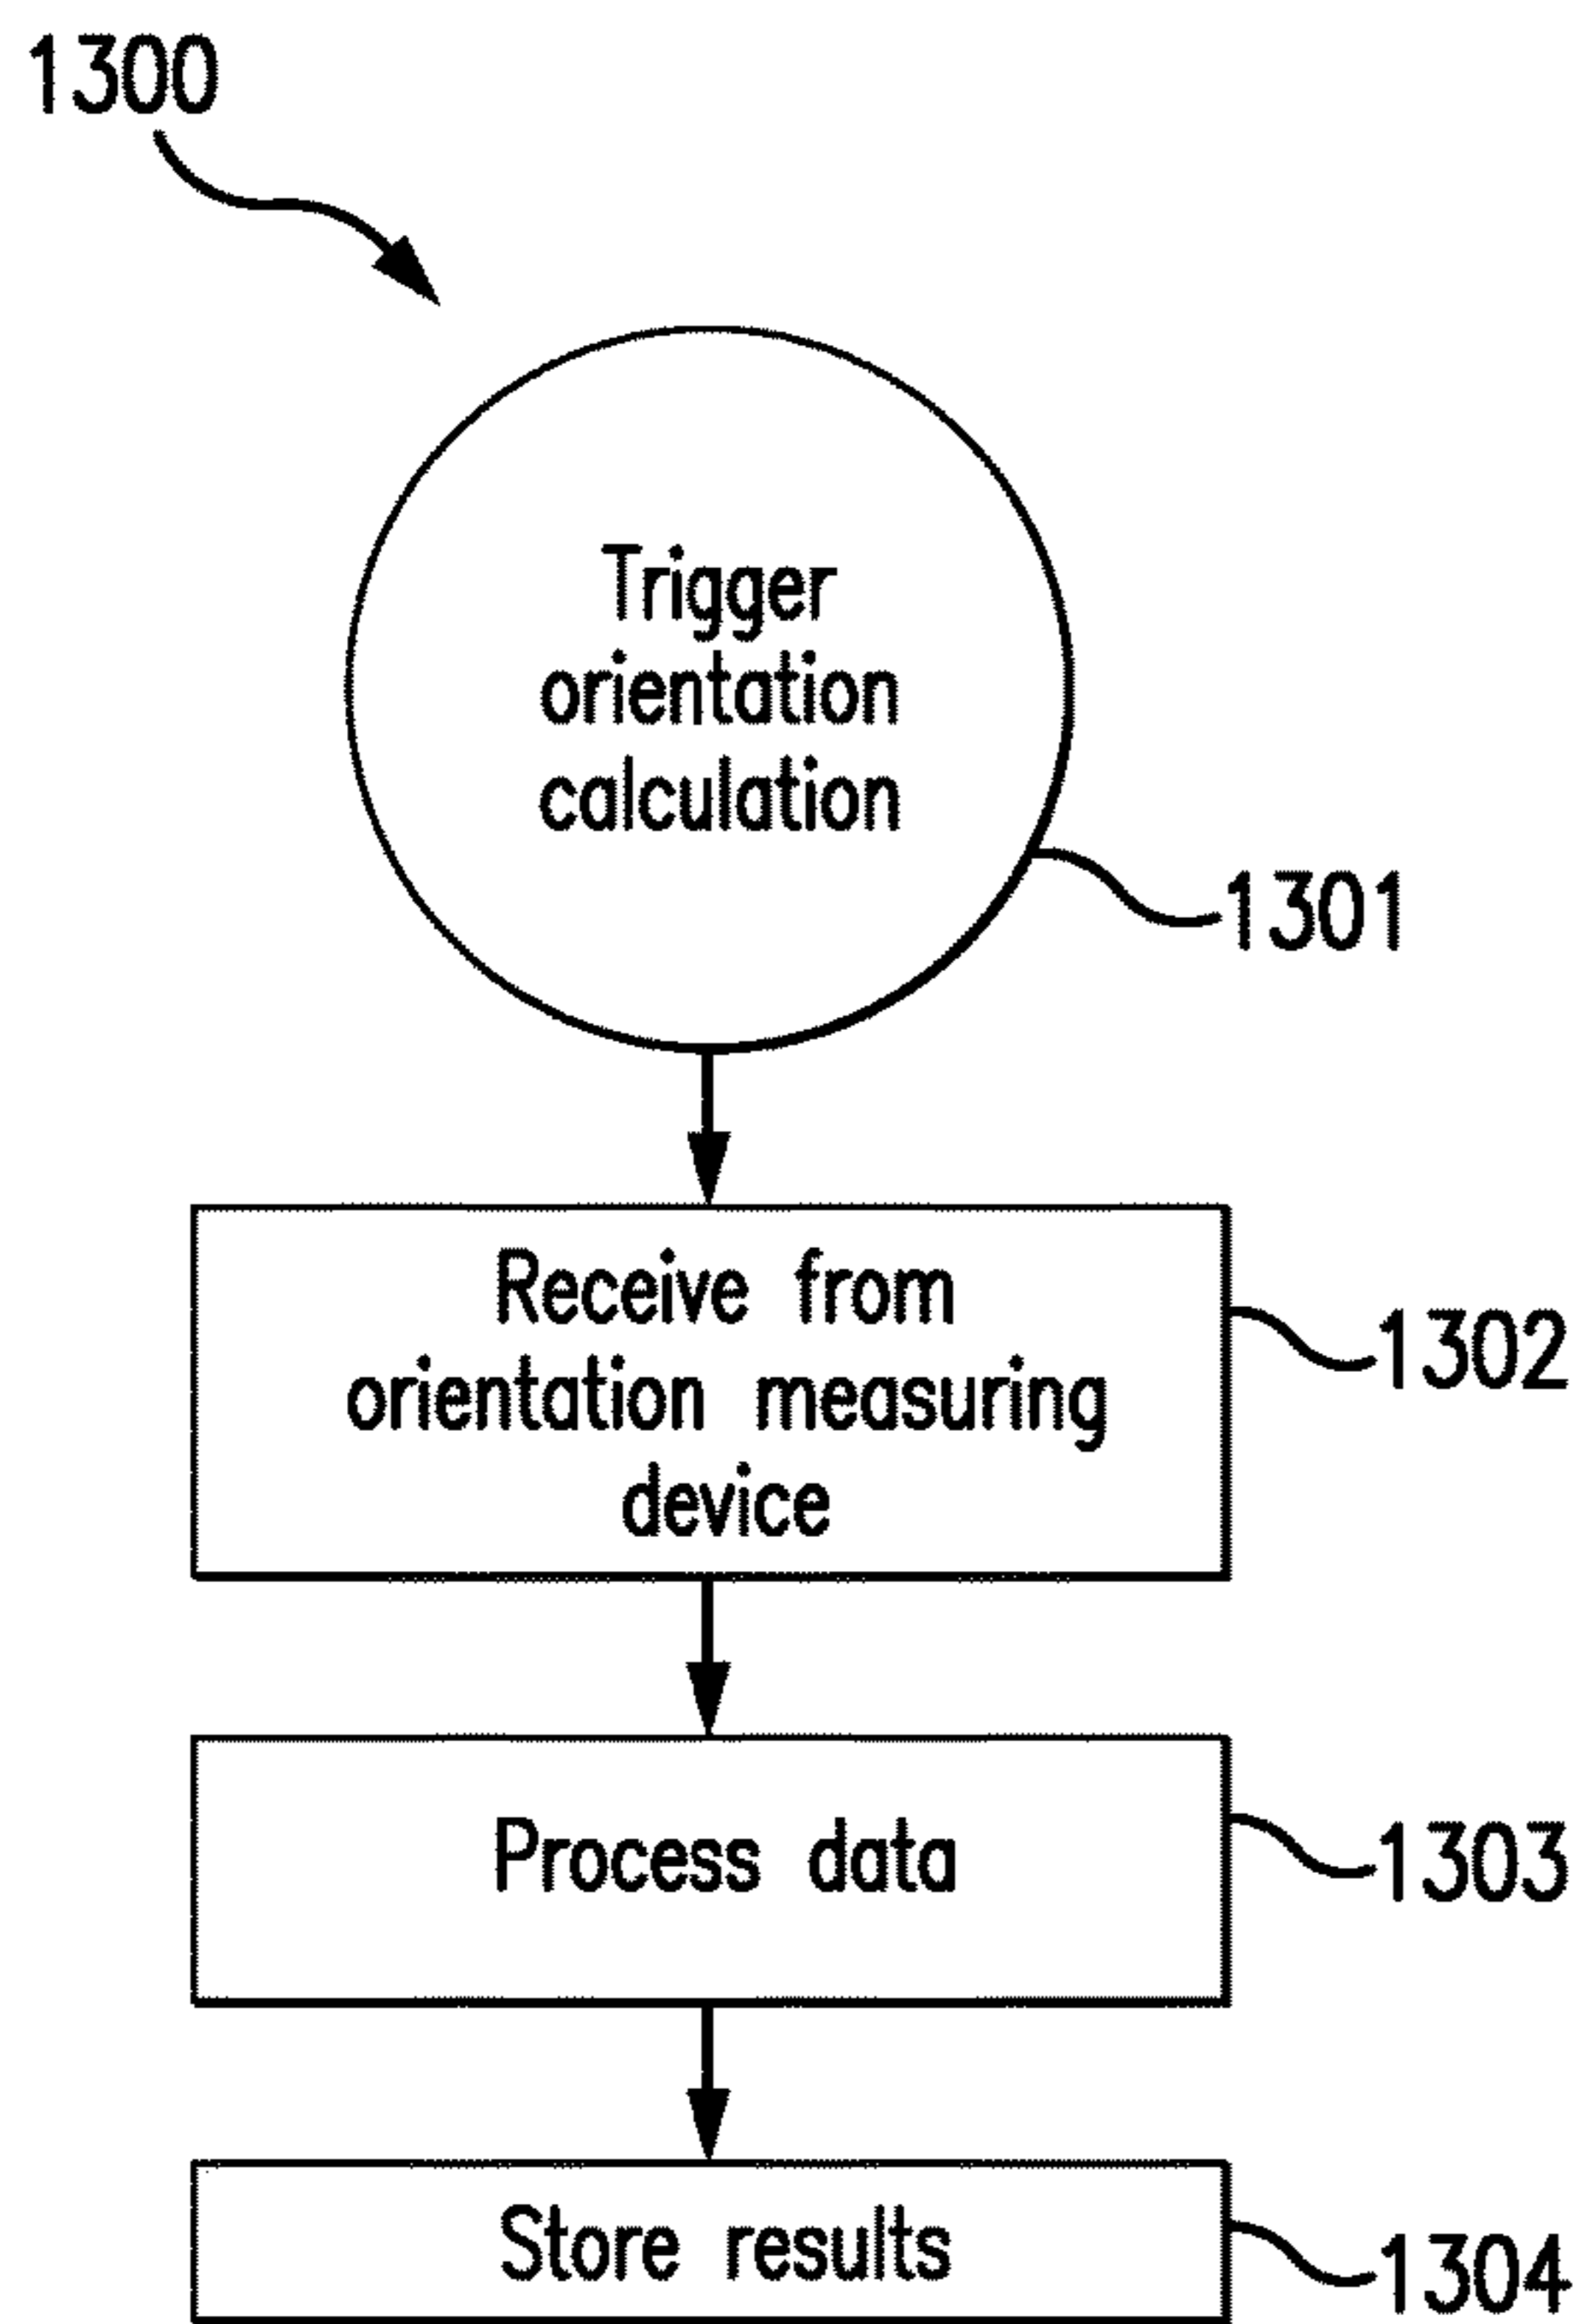 1300
Trigger
orientation
calculation
1301
Receive from
orientation measuring
device
1302
Process data
1303
Store results
1304